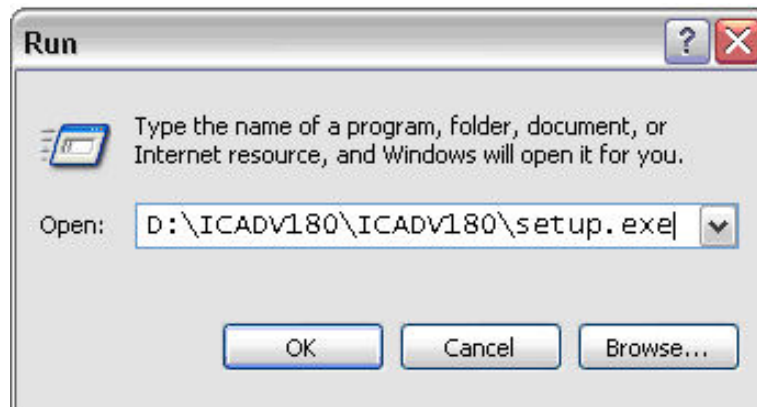 Run
Type the name of a program, folder, document, or
Internet resource, and Windows will open it for you.
Open: D:\ICADV180\ICADV180\setup.exe
OK Cancel Browse...